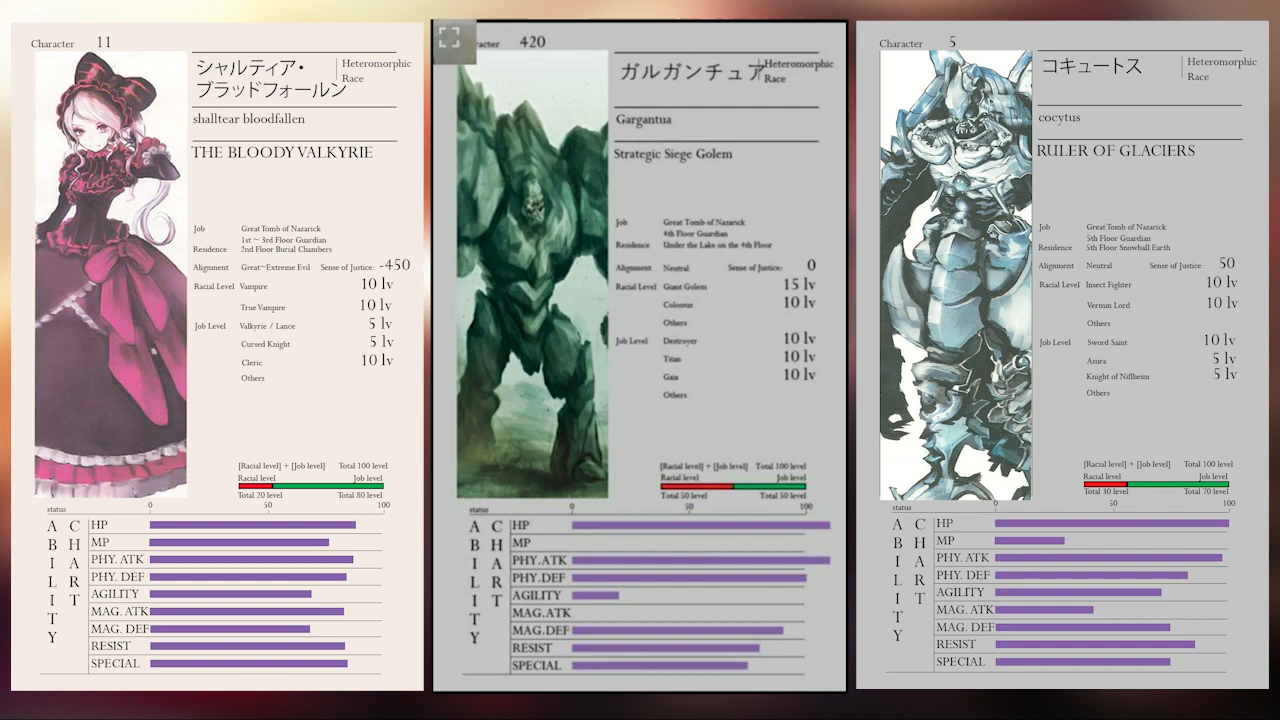 Character 11
シャルティア・
ブラッドフォールン
Heteromorphic
Race
shalltear bloodfallen
THE BLOODY VALKYRIE
Job Great Tomb of Nazarick
1st ~ 3rd Floor Guardian
Residence 2nd Floor Burial Chambers
Alignment Great~Extreme Evil Sense of Justice: -450
Racial Level Vampire 10 lv
True Vampire 10 lv
Job Level Valkyrie / Lance 5 lv
Cursed Knight 5 lv
Cleric 10 lv
Others
[Racial level] + [Job level] Total 100 level
Racial level Job level
Total 20 level Total 80 level
status 0 50 100
ABILITY CHART
HP
MP
PHY. ATK
PHY. DEF
AGILITY
MAG. ATK
MAG. DEF
RESIST
SPECIAL
acter 420
ガルガンチュア
Heteromorphic
Race
Gargantua
Strategic Siege Golem
Job Great Tomb of Nazarick
4th Floor Guardian
Residence Under the Lake on the 4th Floor
Alignment Neutral Sense of Justice: 0
Racial Level Giant Golem 15 lv
Colossus 10 lv
Others
Job Level Destroyer 10 lv
Titan 10 lv
Gaia 10 lv
Others
[Racial level] + [Job level] Total 100 level
Racial level Job level
Total 50 level Total 50 level
status 0 50 100
ABILITY CHART
HP
MP
PHY.ATK
PHY.DEF
AGILITY
MAG.ATK
MAG.DEF
RESIST
SPECIAL
Character 5
コキュートス
Heteromorphic
Race
cocytus
RULER OF GLACIERS
Job Great Tomb of Nazarick
5th Floor Guardian
Residence 5th Floor Snowball Earth
Alignment Neutral Sense of Justice: 50
Racial Level Insect Fighter 10 lv
Vermin Lord 10 lv
Others
Job Level Sword Saint 10 lv
Asura 5 lv
Knight of Niflheim 5 lv
Others
[Racial level] + [Job level] Total 100 level
Racial level Job level
Total 30 level Total 70 level
status 0 50 100
ABILITY CHART
HP
MP
PHY. ATK
PHY. DEF
AGILITY
MAG. ATK
MAG. DEF
RESIST
SPECIAL